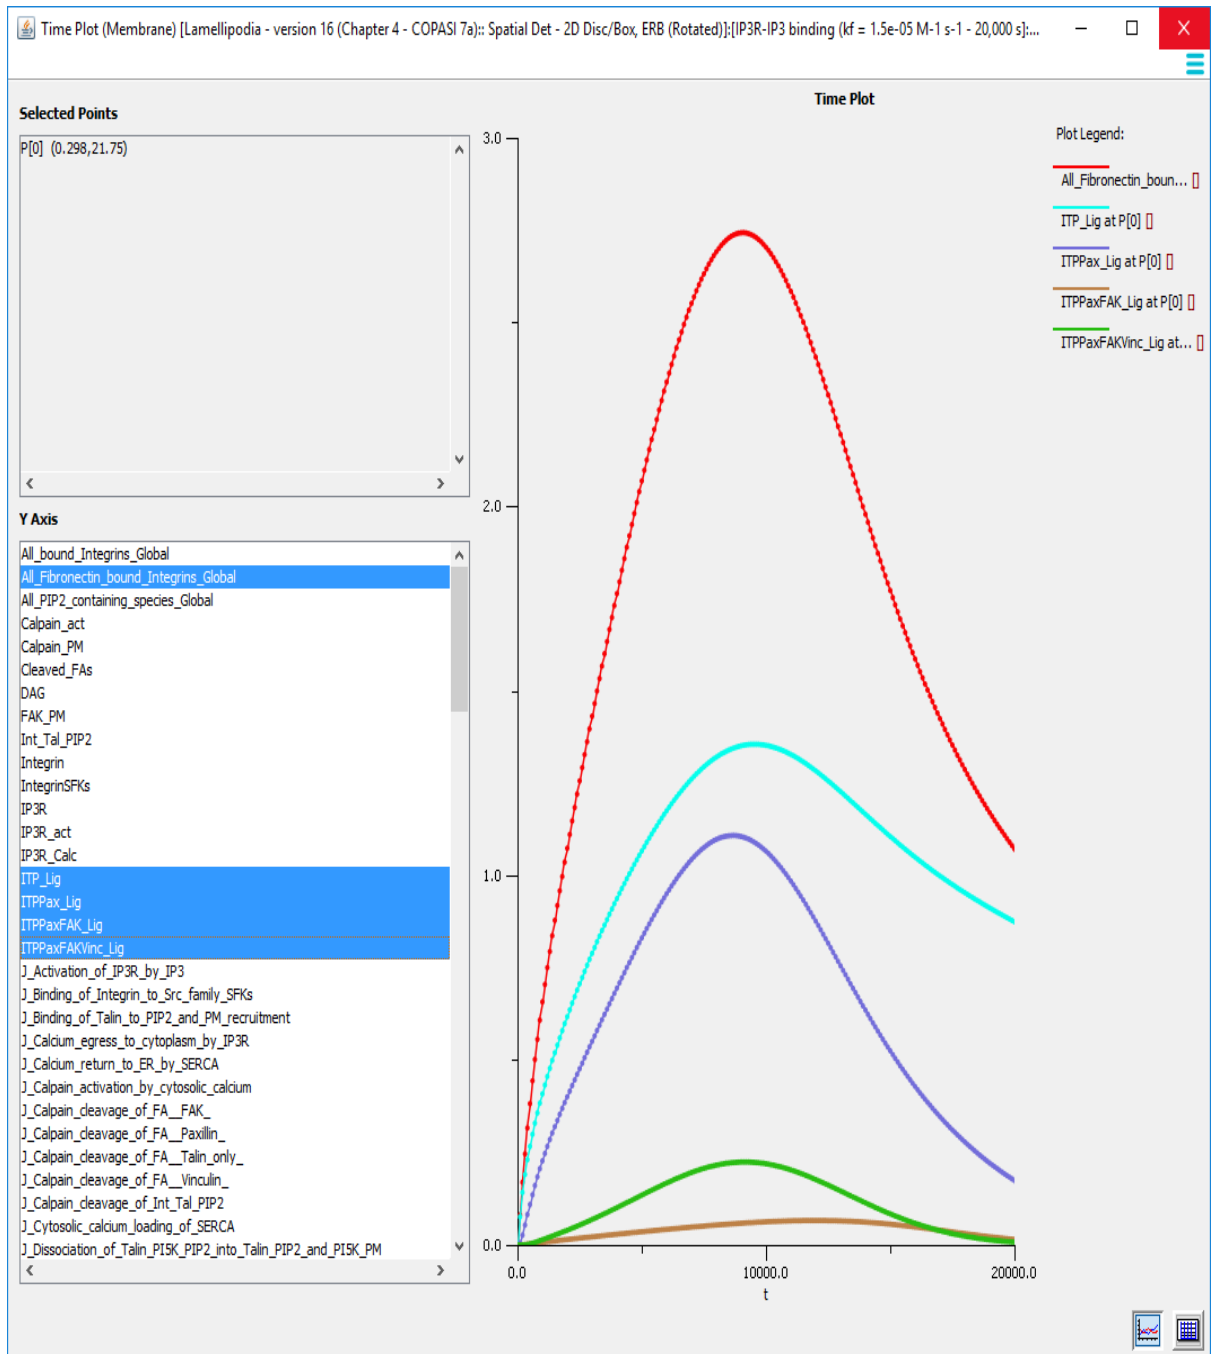 Time Plot (Membrane) [Lamellipodia - version 16 (Chapter 4 - COPASI 7a):: Spatial Det - 2D Disc/Box, ERB (Rotated)]:[IP3R-IP3 binding (kf = 1.5e-05 M-1 s-1 - 20,000 s]:...
Selected Points
P[0] (0.298,21.75)
Y Axis
All_bound_Integrins_Global
All_Fibronectin_bound_Integrins_Global
All_PIP2_containing_species_Global
Calpain_act
Calpain_PM
Cleaved_FAs
DAG
FAK_PM
Int_Tal_PIP2
Integrin
IntegrinSFKs
IP3R
IP3R_act
IP3R_Calc
ITP_Lig
ITPPax_Lig
ITPPaxFAK_Lig
ITPPaxFAKVinc_Lig
J_Activation_of_IP3R_by_IP3
J_Binding_of_Integrin_to_Src_family_SFKs
J_Binding_of_Talin_to_PIP2_and_PM_recruitment
J_Calcium_egress_to_cytoplasm_by_IP3R
J_Calcium_return_to_ER_by_SERCA
J_Calpain_activation_by_cytosolic_calcium
J_Calpain_cleavage_of_FA__FAK_
J_Calpain_cleavage_of_FA__Paxillin_
J_Calpain_cleavage_of_FA__Talin_only_
J_Calpain_cleavage_of_FA__Vinculin_
J_Calpain_cleavage_of_Int_Tal_PIP2
J_Cytosolic_calcium_loading_of_SERCA
J_Dissociation_of_Talin_PI5K_PIP2_into_Talin_PIP2_and_PI5K_PM
Time Plot
3.0
2.0
1.0
0.0
0.0 10000.0 20000.0
t
Plot Legend:
All_Fibronectin_boun... []
ITP_Lig at P[0] []
ITPPax_Lig at P[0] []
ITPPaxFAK_Lig at P[0] []
ITPPaxFAKVinc_Lig at... []